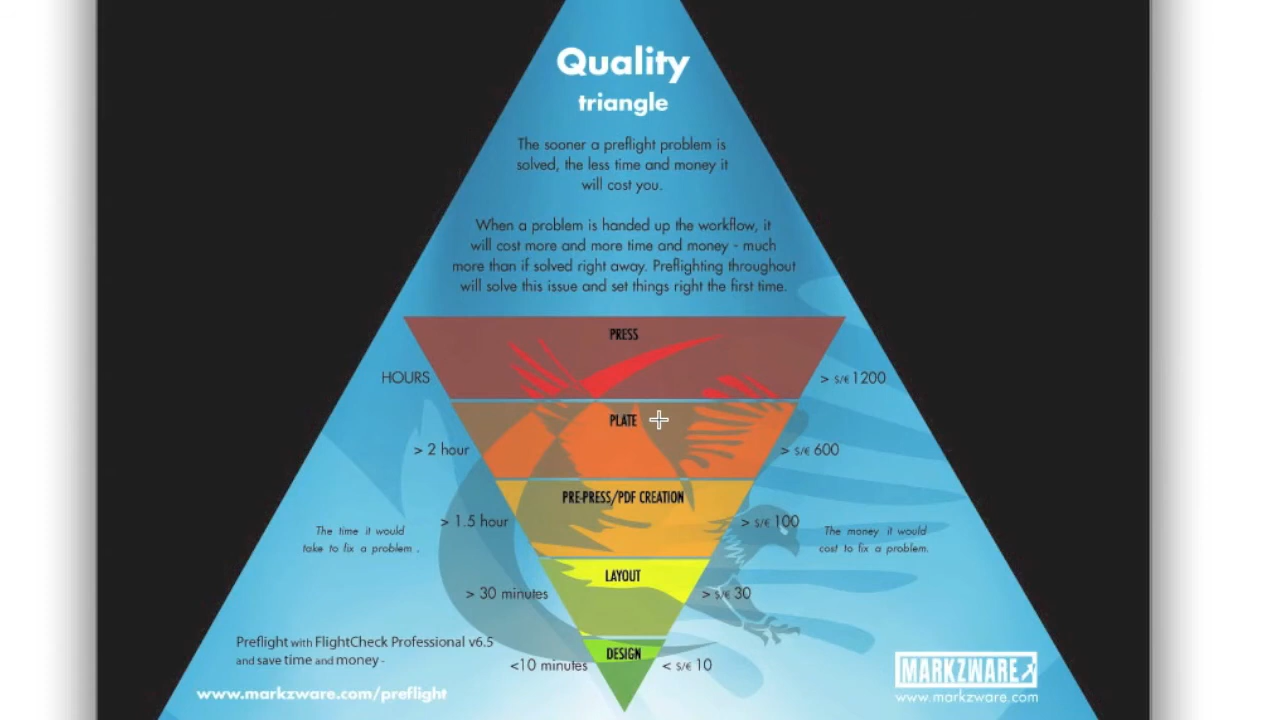 Quality
triangle
The sooner a preflight problem is
solved, the less time and money it
will cost you.
When a problem is handed up the workflow, it
will cost more and more time and money - much
more than if solved right away. Preflighting throughout
will solve this issue and set things right the first time.
PRESS
HOURS
> $/€ 1200
PLATE
> 2 hour
> $/€ 600
PRE-PRESS/PDF CREATION
> 1.5 hour
> $/€ 100
The time it would
take to fix a problem .
The money it would
cost to fix a problem.
LAYOUT
> 30 minutes
> $/€ 30
DESIGN
<10 minutes
< $/€ 10
Preflight with FlightCheck Professional v6.5
and save time and money -
www.markzware.com/preflight
MARKZWARE
www.markzware.com